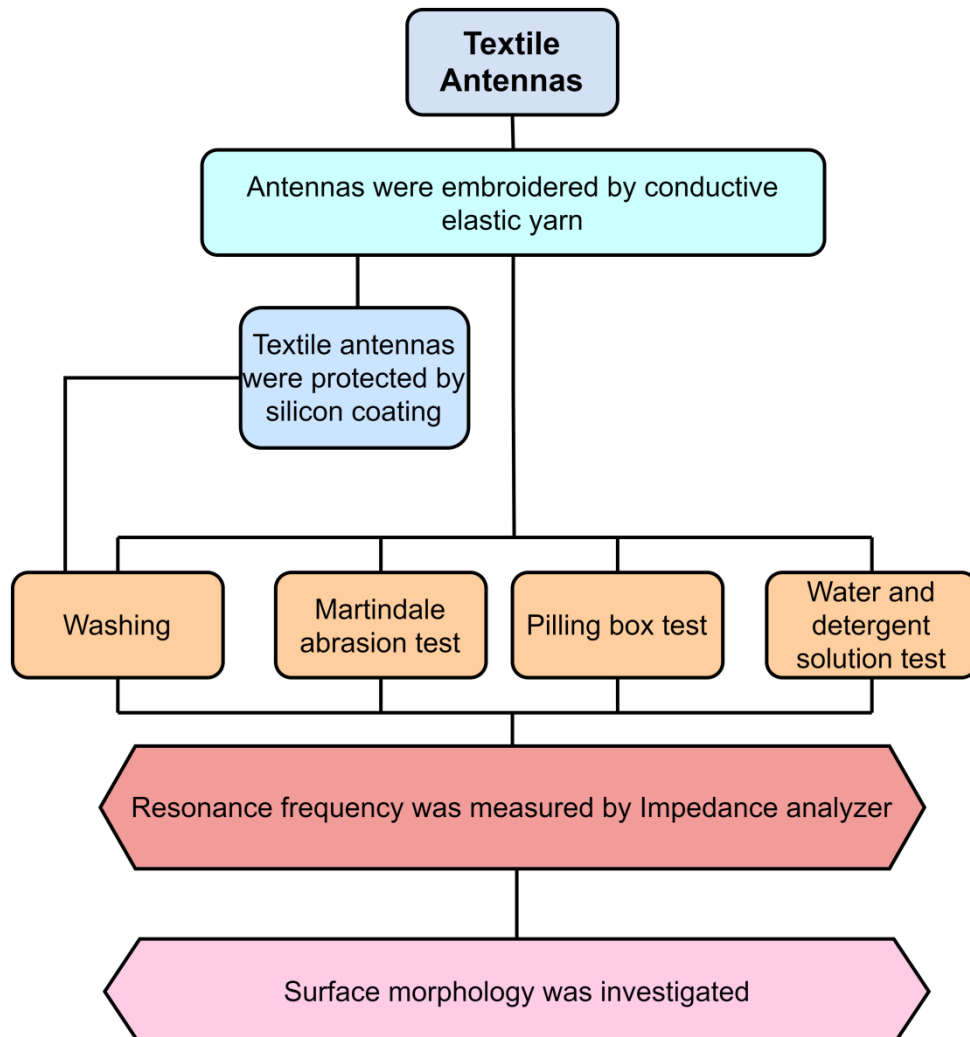 Textile
Antennas
Antennas were embroidered by conductive
elastic yarn
Textile antennas
were protected by
silicon coating
Washing
Martindale
abrasion test
Pilling box test
Water and
detergent
solution test
Resonance frequency was measured by Impedance analyzer
Surface morphology was investigated